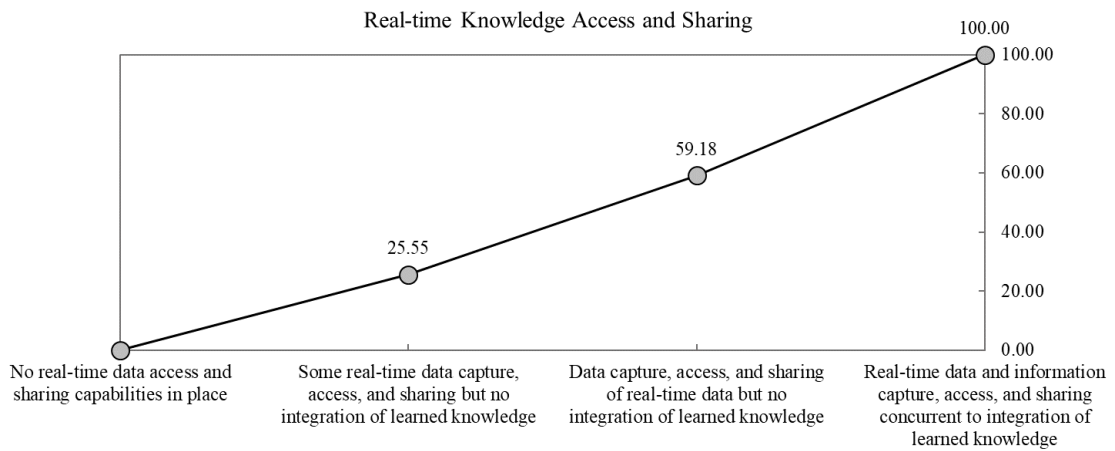 Real-time Knowledge Access and Sharing
100.00
100.00
80.00
59.18
60.00
40.00
25.55
20.00
0.00
No real-time data access and
sharing capabilities in place
Some real-time data capture,
access, and sharing but no
integration of learned knowledge
Data capture, access, and sharing
of real-time data but no
integration of learned knowledge
Real-time data and information
capture, access, and sharing
concurrent to integration of
learned knowledge